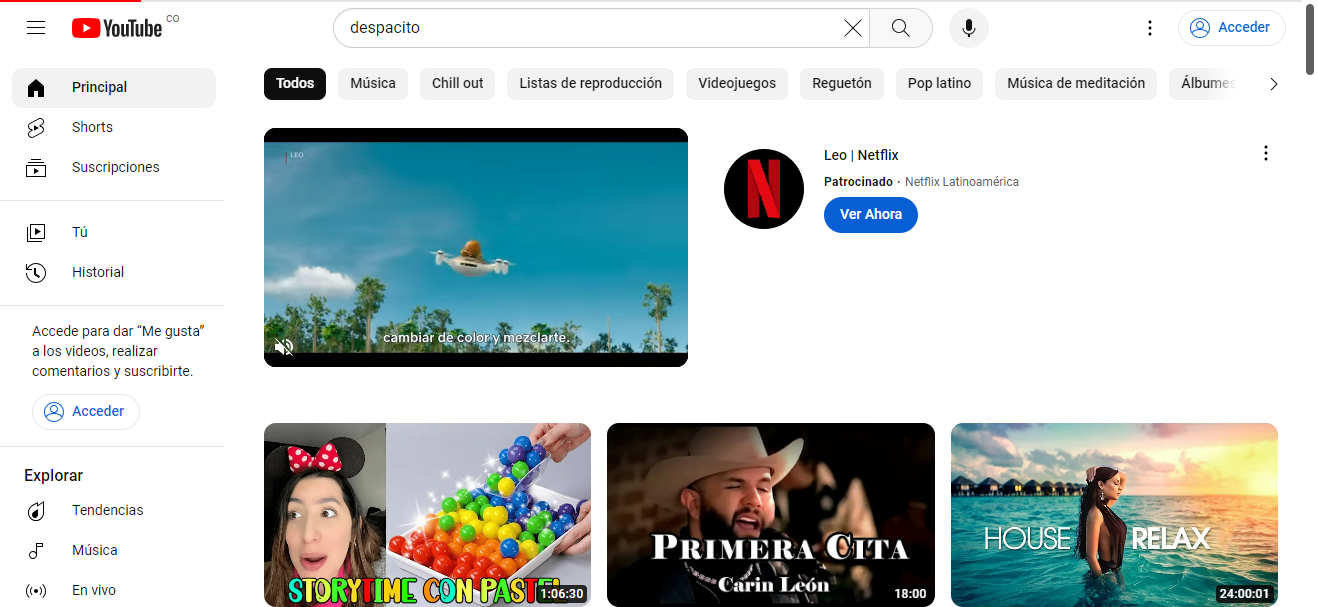 YouTube CO
despacito
Acceder
Principal
Shorts
Suscripciones
Tú
Historial
Accede para dar “Me gusta”
a los videos, realizar
comentarios y suscribirte.
Acceder
Explorar
Tendencias
Música
En vivo
Todos
Música
Chill out
Listas de reproducción
Videojuegos
Reguetón
Pop latino
Música de meditación
Álbumes
LEO
cambiar de color y mezclarte.
N
Leo | Netflix
Patrocinado · Netflix Latinoamérica
Ver Ahora
STORYTIME CON PASTEL
1:06:30
PRIMERA CITA
Carin León
18:00
HOUSE RELAX
24:00:01